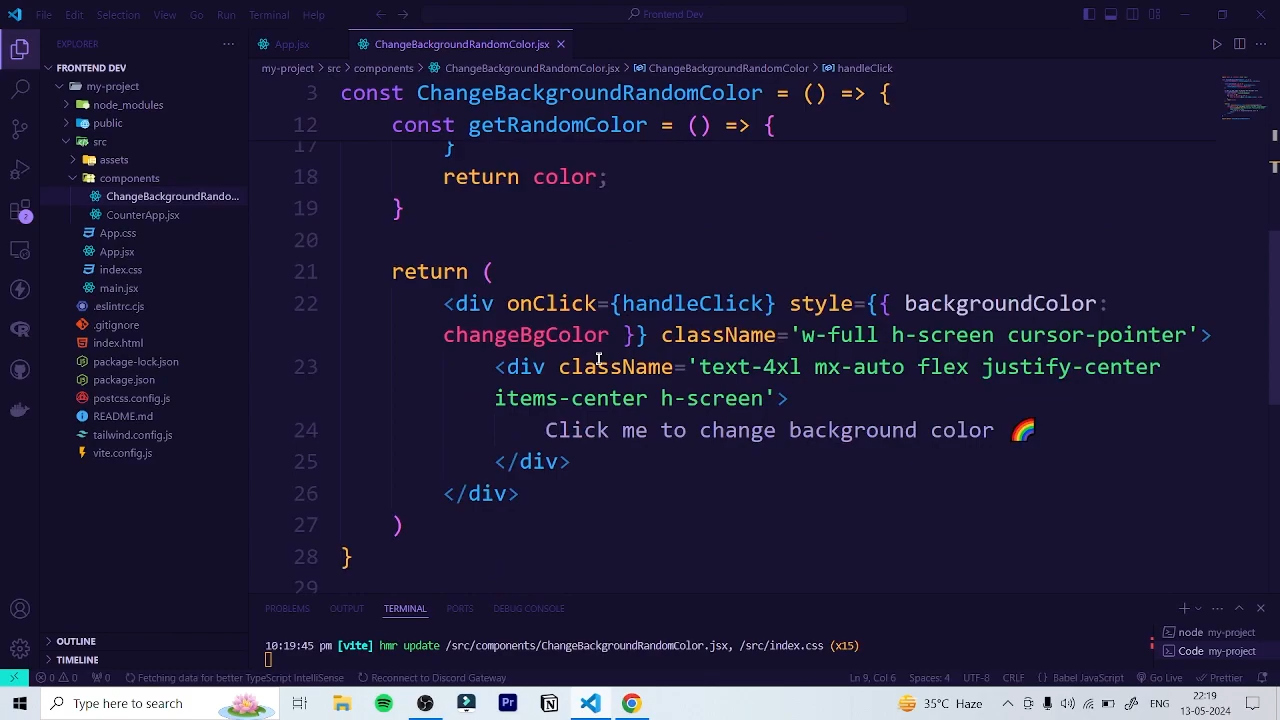 File Edit Selection View Go Run Terminal Help
Frontend Dev
EXPLORER
App.jsx
ChangeBackgroundRandomColor.jsx
FRONTEND DEV
my-project
node_modules
public
src
assets
components
ChangeBackgroundRando...
CounterApp.jsx
App.css
App.jsx
index.css
main.jsx
.eslintrc.cjs
.gitignore
index.html
package-lock.json
package.json
postcss.config.js
README.md
tailwind.config.js
vite.config.js
OUTLINE
TIMELINE
2
my-project > src > components > ChangeBackgroundRandomColor.jsx > ChangeBackgroundRandomColor > handleClick
3 const ChangeBackgroundRandomColor = () => {
12 const getRandomColor = () => {
17 }
18 return color;
19 }
20
21 return (
22 <div onClick={handleClick} style={{ backgroundColor:
changeBgColor }} className='w-full h-screen cursor-pointer'>
23 <div className='text-4xl mx-auto flex justify-center
items-center h-screen'>
24 Click me to change background color 🌈
25 </div>
26 </div>
27 )
28 }
29
PROBLEMS OUTPUT TERMINAL PORTS DEBUG CONSOLE
10:19:45 pm [vite] hmr update /src/components/ChangeBackgroundRandomColor.jsx, /src/index.css (x15)
node my-project
Code my-project
0 0 0 Fetching data for better TypeScript IntelliSense Reconnect to Discord Gateway
Ln 9, Col 6 Spaces: 4 UTF-8 CRLF {} Babel JavaScript Go Live Prettier
Type here to search
Pr
35°C Haze
ENG
22:19
13-05-2024